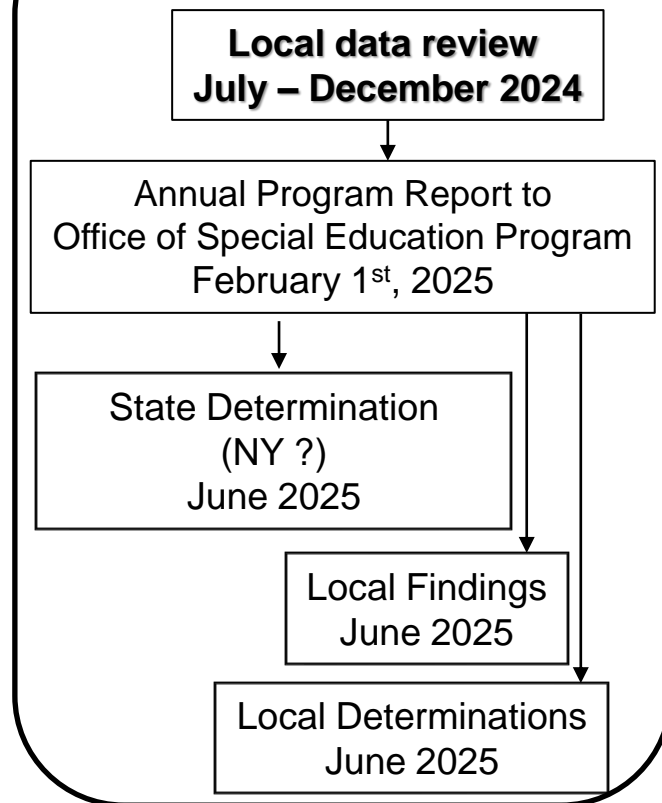 Local data review
July – December 2024
Annual Program Report to
Office of Special Education Program
February 1st, 2025
State Determination
(NY ?)
June 2025
Local Findings
June 2025
Local Determinations
June 2025